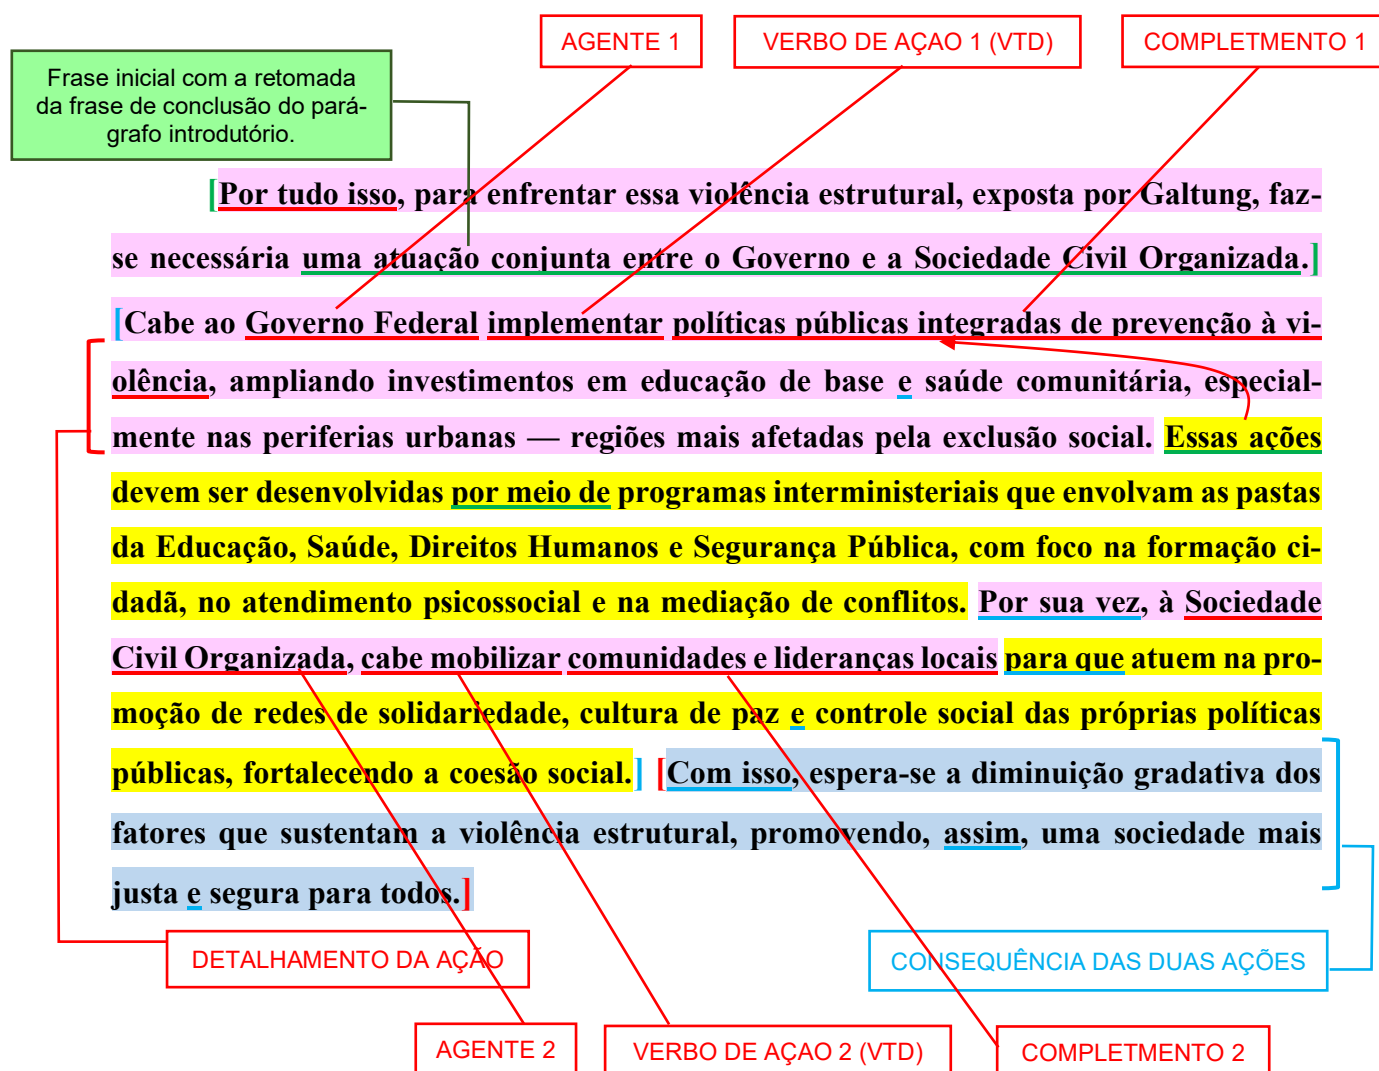 AGENTE 1
VERBO DE AÇAO 1 (VTD)
COMPLETMENTO 1
Frase inicial com a retomada
da frase de conclusão do pará-
grafo introdutório.
[Por tudo isso, para enfrentar essa violência estrutural, exposta por Galtung, faz-
se necessária uma atuação conjunta entre o Governo e a Sociedade Civil Organizada.]
[Cabe ao Governo Federal implementar políticas públicas integradas de prevenção à vi-
olência, ampliando investimentos em educação de base e saúde comunitária, especial-
mente nas periferias urbanas — regiões mais afetadas pela exclusão social. Essas ações
devem ser desenvolvidas por meio de programas interministeriais que envolvam as pastas
da Educação, Saúde, Direitos Humanos e Segurança Pública, com foco na formação ci-
dadã, no atendimento psicossocial e na mediação de conflitos. Por sua vez, à Sociedade
Civil Organizada, cabe mobilizar comunidades e lideranças locais para que atuem na pro-
moção de redes de solidariedade, cultura de paz e controle social das próprias políticas
públicas, fortalecendo a coesão social.] [Com isso, espera-se a diminuição gradativa dos
fatores que sustentam a violência estrutural, promovendo, assim, uma sociedade mais
justa e segura para todos.]
DETALHAMENTO DA AÇÃO
CONSEQUÊNCIA DAS DUAS AÇÕES
AGENTE 2
VERBO DE AÇAO 2 (VTD)
COMPLETMENTO 2